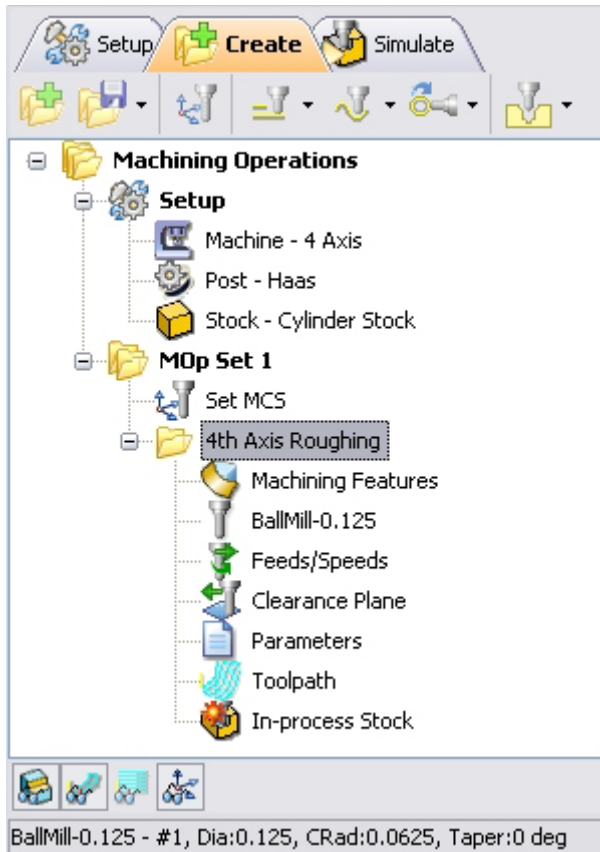 Setup Create Simulate
Machining Operations
Setup
Machine - 4 Axis
Post - Haas
Stock - Cylinder Stock
MOp Set 1
Set MCS
4th Axis Roughing
Machining Features
BallMill-0.125
Feeds/Speeds
Clearance Plane
Parameters
Toolpath
In-process Stock
BallMill-0.125 - #1, Dia:0.125, CRad:0.0625, Taper:0 deg